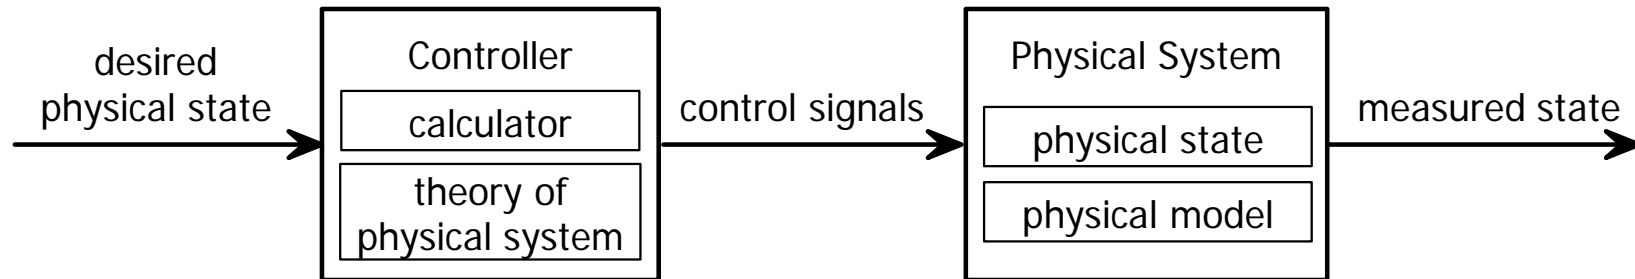 desired
physical state
Controller
calculator
theory of
physical system
control signals
Physical System
physical state
physical model
measured state